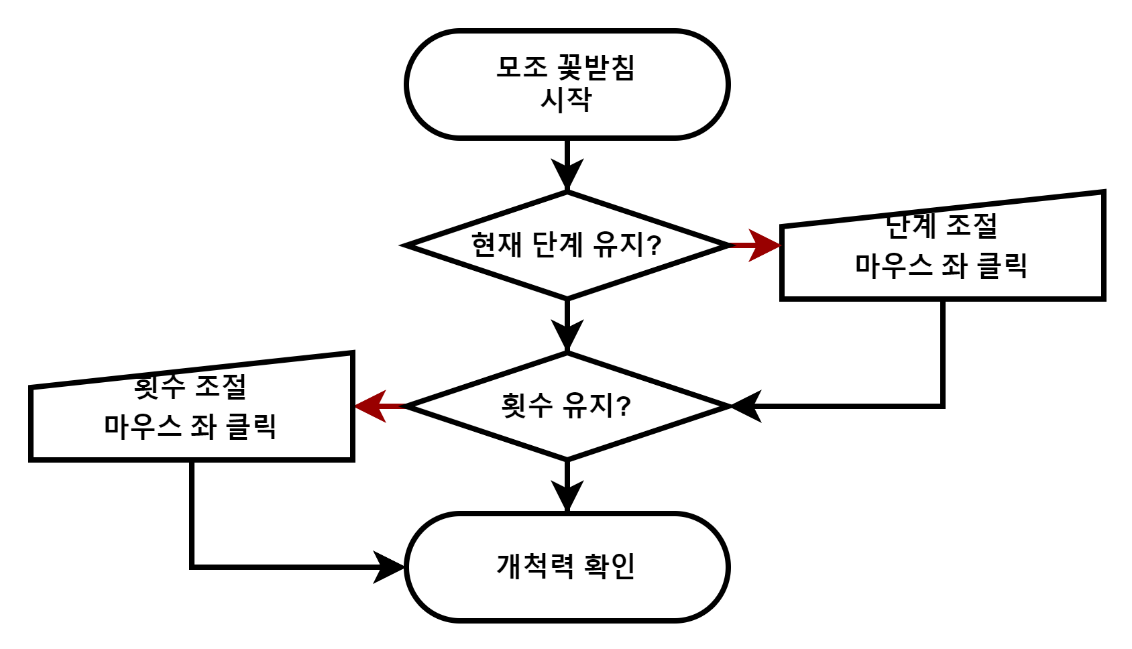 모조 꽃받침
시작
현재 단계 유지?
단계 조절
마우스 좌 클릭
횟수 유지?
횟수 조절
마우스 좌 클릭
개척력 확인